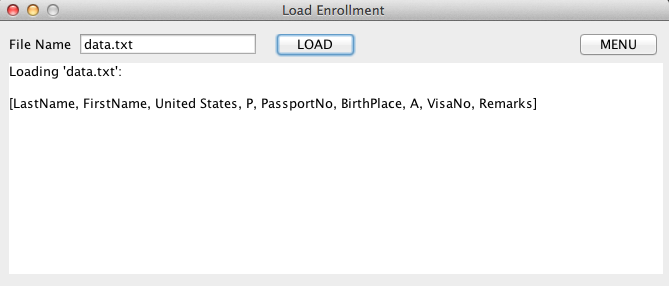 Load Enrollment
File Name data.txt LOAD MENU
Loading 'data.txt':
[LastName, FirstName, United States, P, PassportNo, BirthPlace, A, VisaNo, Remarks]